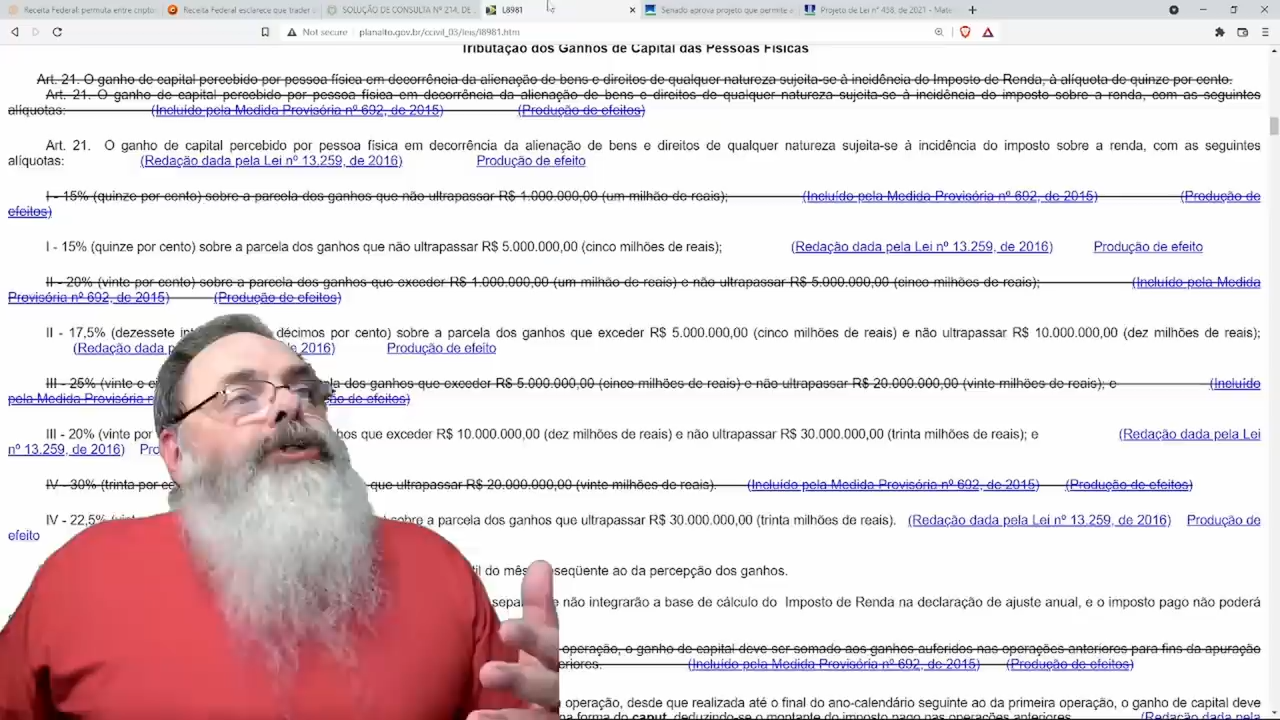 Receita Federal: permuta entre cripto
Receita Federal esclarece que trader
SOLUÇÃO DE CONSULTA Nº 214, DE
L8981
Senado aprova projeto que permite a
Projeto de Lei nº 458, de 2021 - Mate
Not secure
planalto.gov.br/ccivil_03/leis/l8981.htm
Tributação dos Ganhos de Capital das Pessoas Físicas
Art. 21. O ganho de capital percebido por pessoa física em decorrência da alienação de bens e direitos de qualquer natureza sujeita-se à incidência do Imposto de Renda, à alíquota de quinze por cento.
Art. 21. O ganho de capital percebido por pessoa física em decorrência da alienação de bens e direitos de qualquer natureza sujeita-se à incidência do imposto sobre a renda, com as seguintes
alíquotas: (Incluído pela Medida Provisória nº 692, de 2015) (Produção de efeitos)
Art. 21. O ganho de capital percebido por pessoa física em decorrência da alienação de bens e direitos de qualquer natureza sujeita-se à incidência do imposto sobre a renda, com as seguintes
alíquotas: (Redação dada pela Lei nº 13.259, de 2016) Produção de efeito
I - 15% (quinze por cento) sobre a parcela dos ganhos que não ultrapassar R$ 1.000.000,00 (um milhão de reais); (Incluído pela Medida Provisória nº 692, de 2015) (Produção de
efeitos)
I - 15% (quinze por cento) sobre a parcela dos ganhos que não ultrapassar R$ 5.000.000,00 (cinco milhões de reais); (Redação dada pela Lei nº 13.259, de 2016) Produção de efeito
II - 20% (vinte por cento) sobre a parcela dos ganhos que exceder R$ 1.000.000,00 (um milhão de reais) e não ultrapassar R$ 5.000.000,00 (cinco milhões de reais); (Incluído pela Medida
Provisória nº 692, de 2015) (Produção de efeitos)
II - 17,5% (dezessete décimos por cento) sobre a parcela dos ganhos que exceder R$ 5.000.000,00 (cinco milhões de reais) e não ultrapassar R$ 10.000.000,00 (dez milhões de reais);
(Redação dada de 2016) Produção de efeito
III - 25% (vinte e dos ganhos que exceder R$ 5.000.000,00 (cinco milhões de reais) e não ultrapassar R$ 20.000.000,00 (vinte milhões de reais); e (Incluído
pela Medida Provisória de efeitos)
III - 20% (vinte por que exceder R$ 10.000.000,00 (dez milhões de reais) e não ultrapassar R$ 30.000.000,00 (trinta milhões de reais); e (Redação dada pela Lei
nº 13.259, de 2016)
IV - 30% (trinta por que ultrapassar R$ 20.000.000,00 (vinte milhões de reais). (Incluído pela Medida Provisória nº 692, de 2015) (Produção de efeitos)
IV - 22,5% sobre a parcela dos ganhos que ultrapassar R$ 30.000.000,00 (trinta milhões de reais). (Redação dada pela Lei nº 13.259, de 2016) Produção de
efeito
do mês seqüente ao da percepção dos ganhos.
e não integrarão a base de cálculo do Imposto de Renda na declaração de ajuste anual, e o imposto pago não poderá
operação, o ganho de capital deve ser somado aos ganhos auferidos nas operações anteriores para fins da apuração
(Incluído pela Medida Provisória nº 692, de 2015) (Produção de efeitos)
operação, desde que realizada até o final do ano-calendário seguinte ao da primeira operação, o ganho de capital deve
na forma do caput, deduzindo-se o montante do imposto pago nas operações anteriores. (Redação dada pela